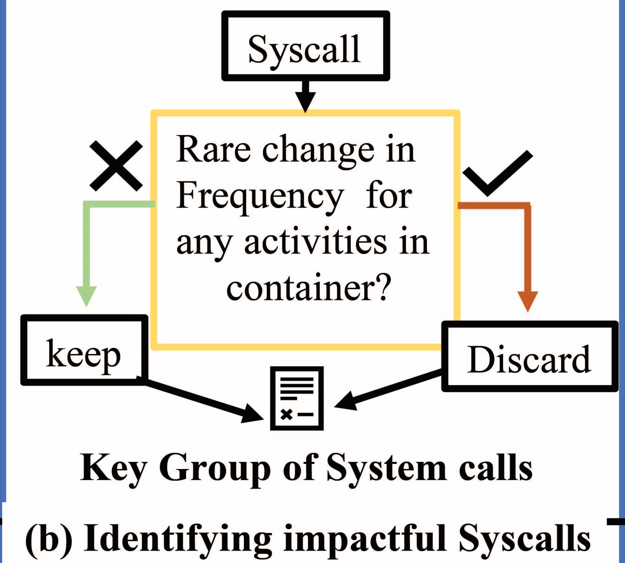 Syscall
Rare change in
Frequency for
any activities in
container?
keep
Discard
Key Group of System calls
(b) Identifying impactful Syscalls